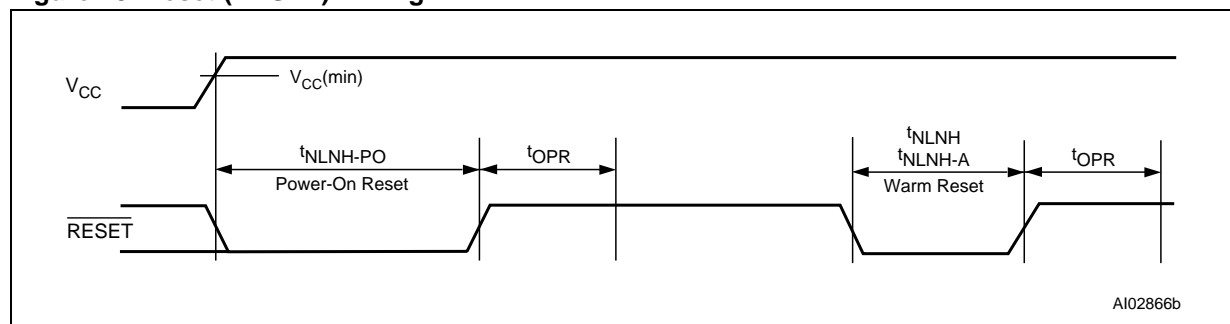 VCC
VCC(min)
tNLNH-PO
Power-On Reset
tOPR
tNLNH
tNLNH-A
Warm Reset
tOPR
RESET
AI02866b